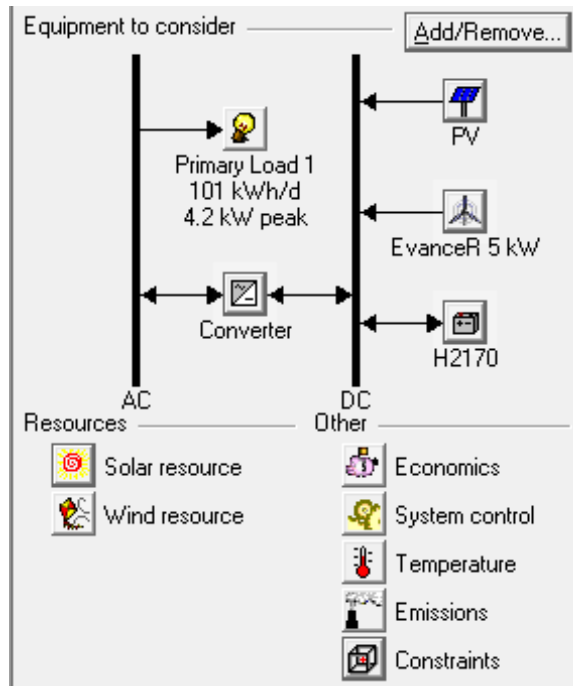 Equipment to consider
Add/Remove...
Primary Load 1
101 kWh/d
4.2 kW peak
PV
EvanceR 5 kW
Converter
H2170
AC
DC
Resources
Other
Solar resource
Economics
Wind resource
System control
Temperature
Emissions
Constraints